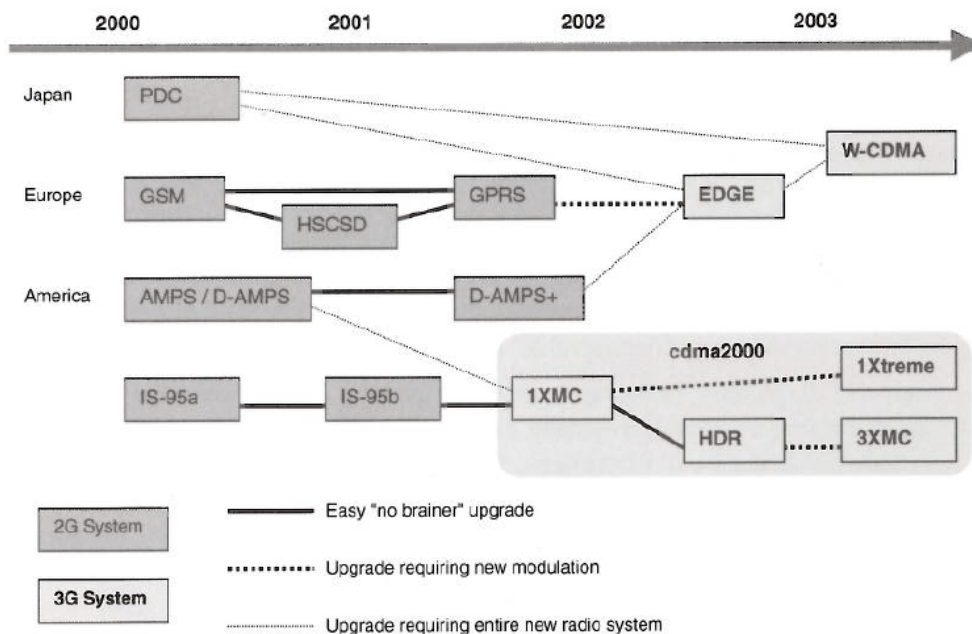 2000 2001 2002 2003
Japan
PDC
W-CDMA
Europe
GSM
GPRS
EDGE
HSCSD
America
AMPS / D-AMPS
D-AMPS+
cdma2000
1Xtreme
IS-95a
IS-95b
1XMC
HDR
3XMC
2G System
Easy "no brainer" upgrade
Upgrade requiring new modulation
3G System
Upgrade requiring entire new radio system